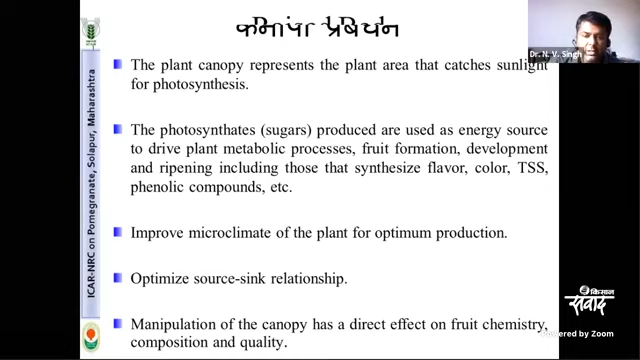 Dr. N. V. Singh
The plant canopy represents the plant area that catches sunlight
for photosynthesis.
The photosynthates (sugars) produced are used as energy source
to drive plant metabolic processes, fruit formation, development
and ripening including those that synthesize flavor, color, TSS,
phenolic compounds, etc.
Improve microclimate of the plant for optimum production.
Optimize source-sink relationship.
Manipulation of the canopy has a direct effect on fruit chemistry,
composition and quality.
ICAR-NRC on Pomegranate, Solapur, Maharashtra
किसान
संवाद
Powered by Zoom